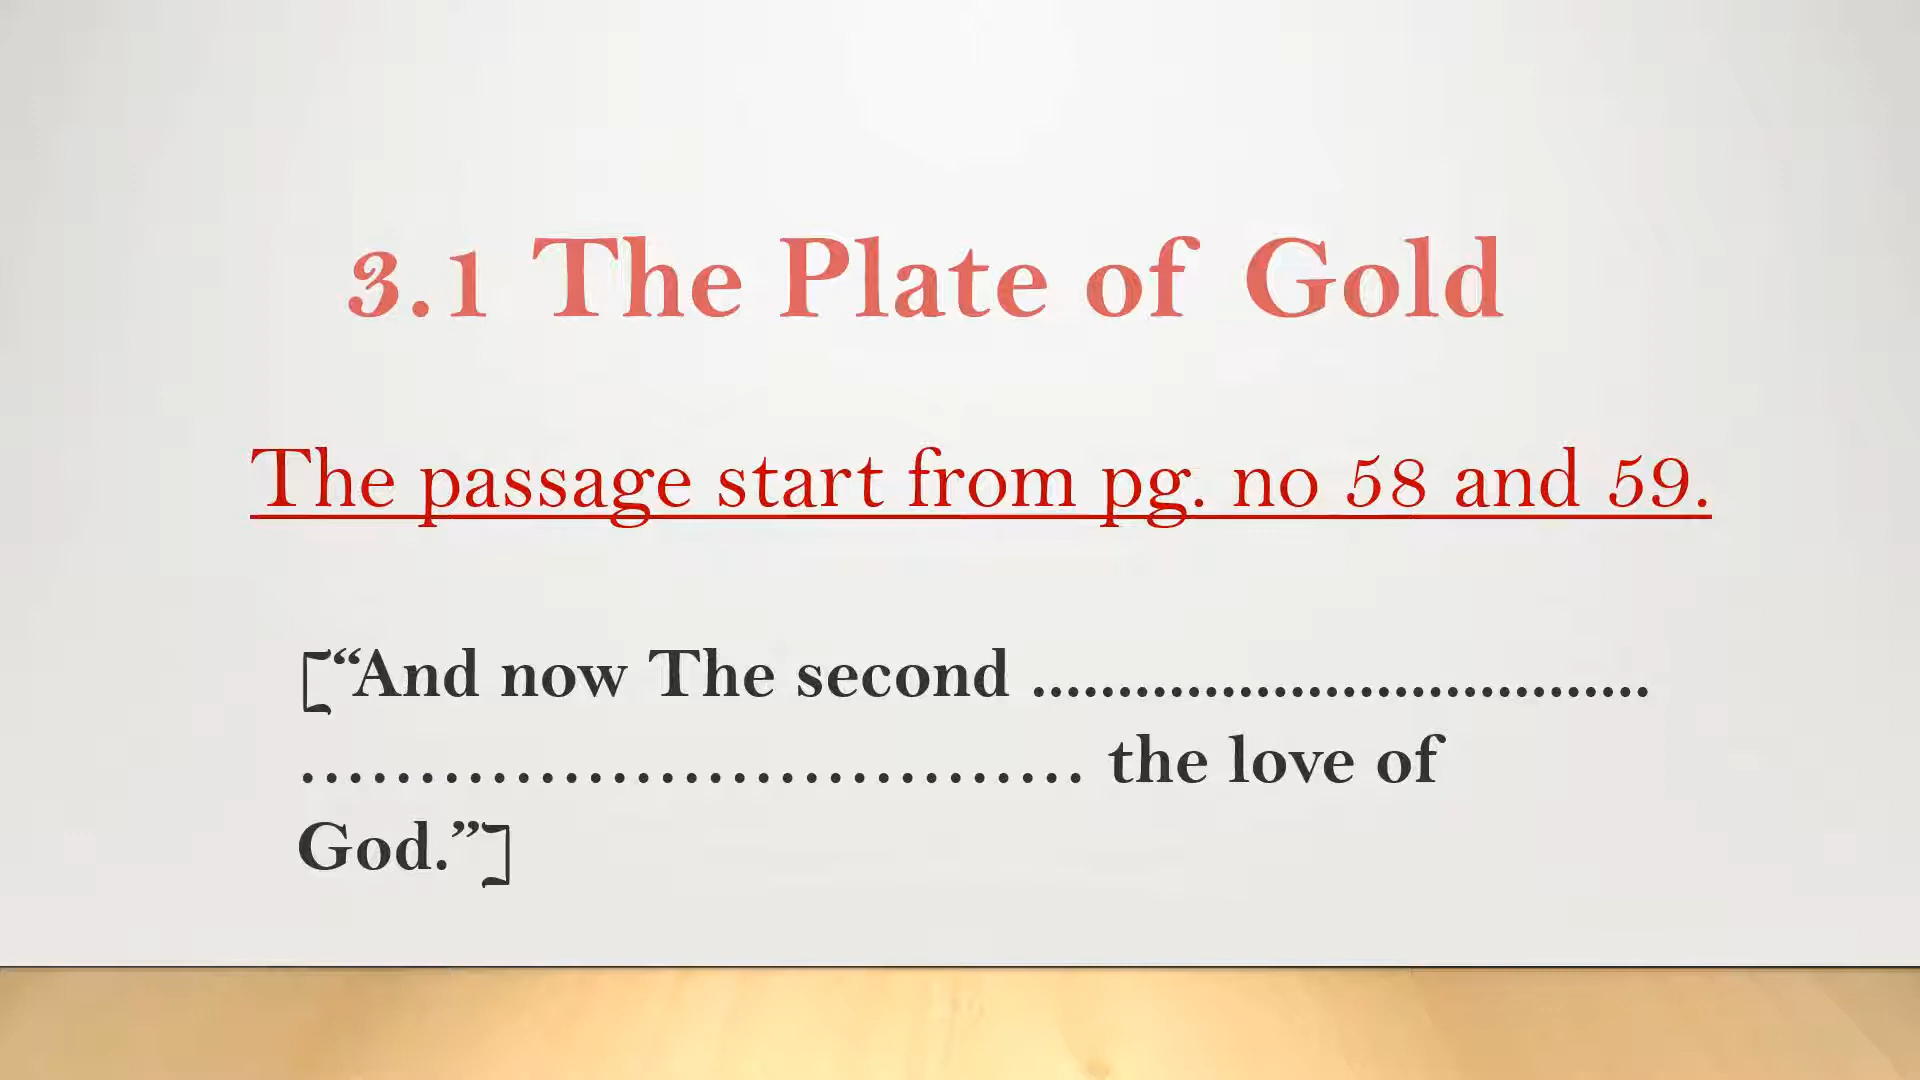 3.1 The Plate of Gold
The passage start from pg. no 58 and 59.
[“And now The second .....................................
................................. the love of
God.”]